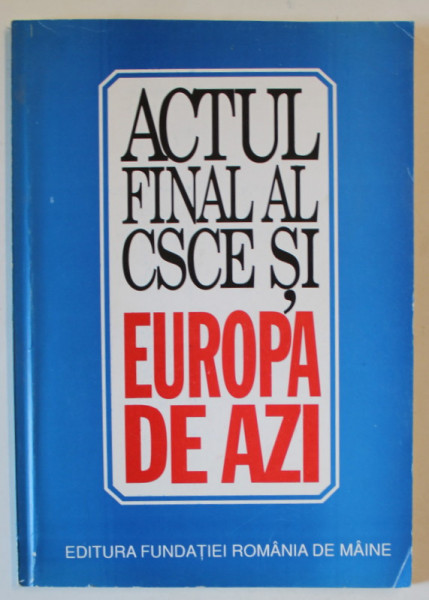 ACTUL
FINAL AL
CSCE ȘI
EUROPA
DE AZI
EDITURA FUNDAȚIEI ROMÂNIA DE MÂINE